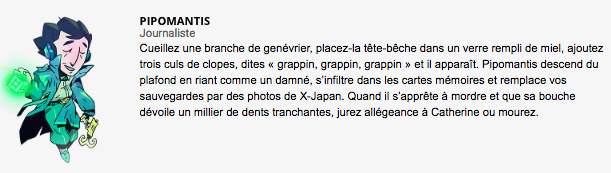 PIPOMANTIS
Journaliste
Cueillez une branche de genévrier, placez-la tête-bêche dans un verre rempli de miel, ajoutez
trois culs de clopes, dites « grappin, grappin, grappin » et il apparaît. Pipomantis descend du
plafond en riant comme un damné, s'infiltre dans les cartes mémoires et remplace vos
sauvegardes par des photos de X-Japan. Quand il s'apprête à mordre et que sa bouche
dévoile un millier de dents tranchantes, jurez allégeance à Catherine ou mourez.